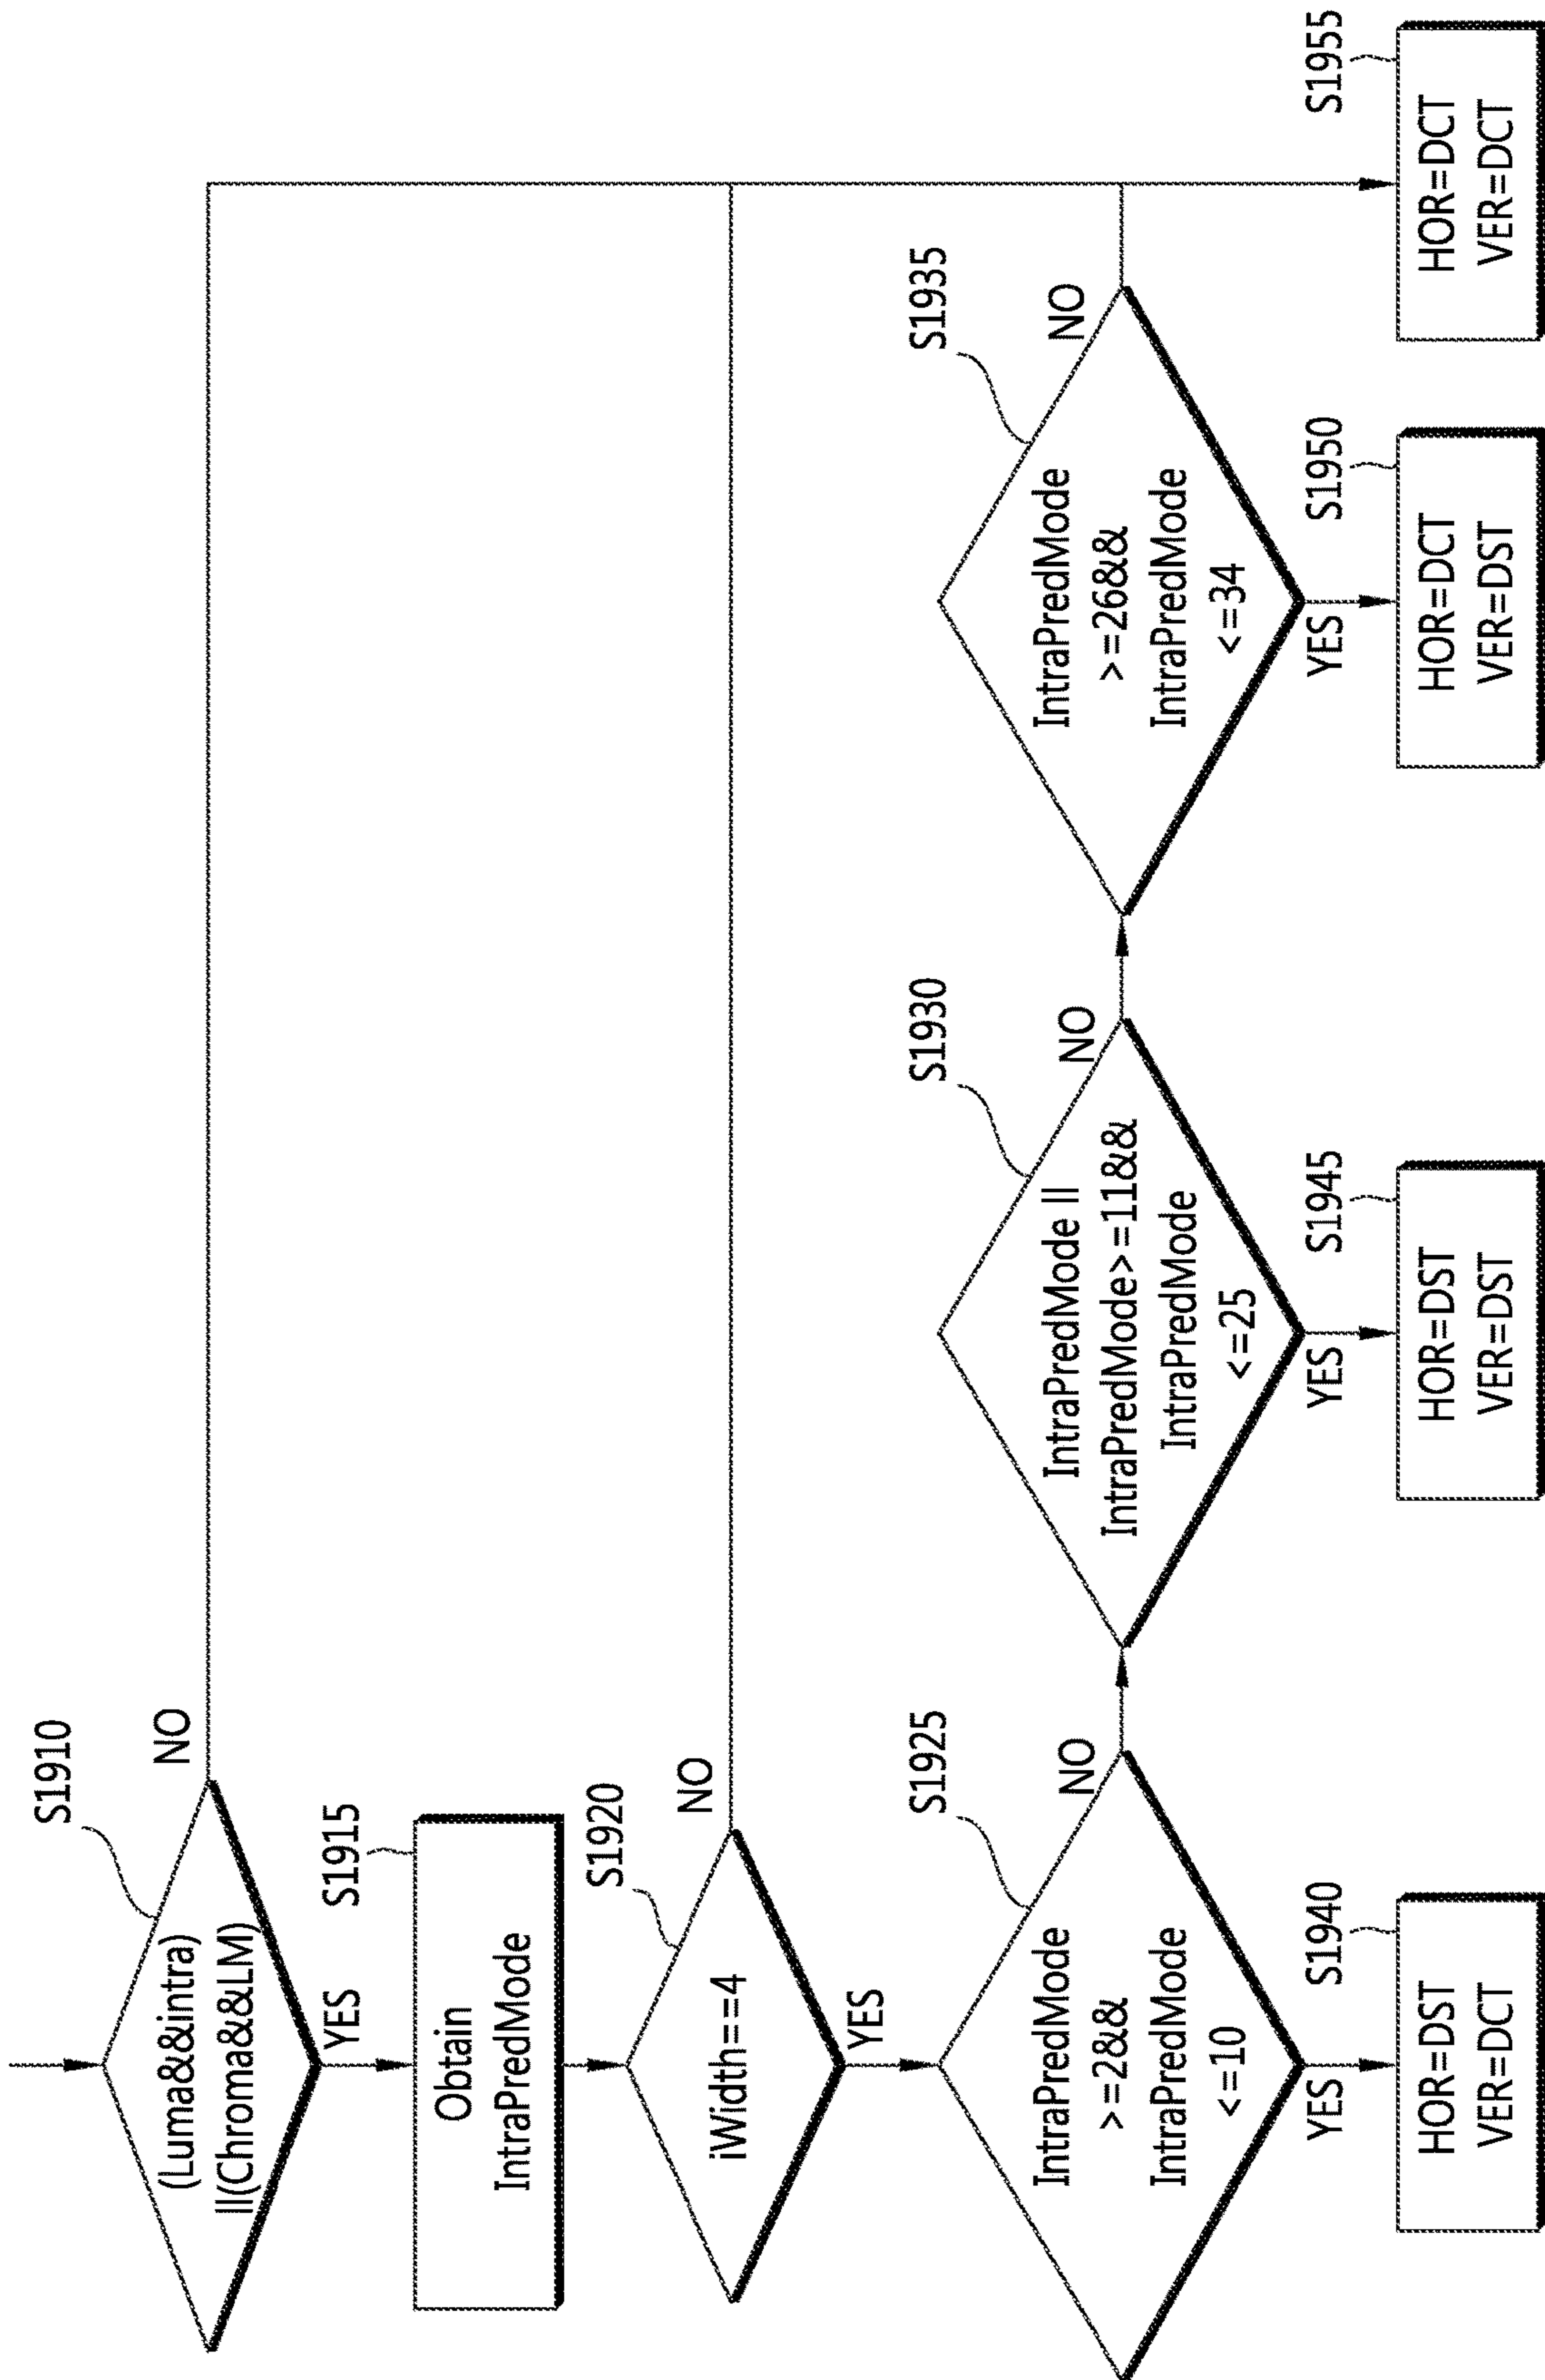 S1910
(Luma&&intra)
||(Chroma&&LM)
NO
YES
S1915
Obtain
IntraPredMode
S1920
iWidth==4
NO
YES
S1925
IntraPredMode
>=2&&
IntraPredMode
<=10
NO
YES
S1930
IntraPredMode ||
IntraPredMode>=11&&
IntraPredMode
<=25
NO
YES
S1935
IntraPredMode
>=26&&
IntraPredMode
<=34
NO
YES
S1940
HOR=DST
VER=DCT
S1945
HOR=DST
VER=DST
S1950
HOR=DCT
VER=DST
S1955
HOR=DCT
VER=DCT